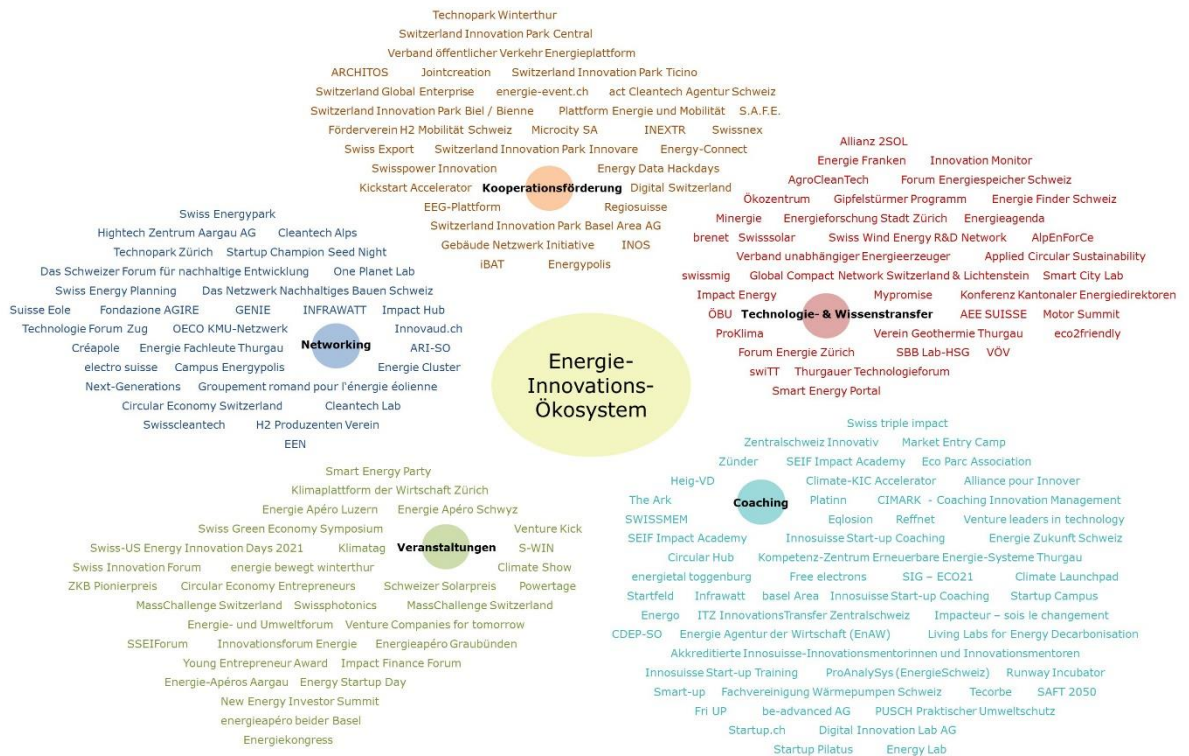 Technopark Winterthur
Switzerland Innovation Park Central
Verband öffentlicher Verkehr Energieplattform
ARCHITOS Jointcreation Switzerland Innovation Park Ticino
Switzerland Global Enterprise energie-event.ch act Cleantech Agentur Schweiz
Switzerland Innovation Park Biel / Bienne Plattform Energie und Mobilität S.A.F.E.
Förderverein H2 Mobilität Schweiz Microcity SA INEXTR Swissnex
Swiss Export Switzerland Innovation Park Innovare Energy-Connect
Swisspower Innovation Energy Data Hackdays
Kickstart Accelerator Kooperationsförderung Digital Switzerland
EEG-Plattform Regiosuisse
Switzerland Innovation Park Basel Area AG
Gebäude Netzwerk Initiative INOS
iBAT Energypolis
Allianz 2SOL
Energie Franken Innovation Monitor
AgroCleanTech Forum Energiespeicher Schweiz
Ökozentrum Gipfelstürmer Programm Energie Finder Schweiz
Minergie Energieforschung Stadt Zürich Energieagenda
brenet Swisssolar Swiss Wind Energy R&D Network AlpEnForCe
Verband unabhängiger Energieerzeuger Applied Circular Sustainability
swissmig Global Compact Network Switzerland & Lichtenstein Smart City Lab
Impact Energy Mypromise Konferenz Kantonaler Energiedirektoren
ÖBU Technologie- & Wissenstransfer AEE SUISSE Motor Summit
ProKlima Verein Geothermie Thurgau eco2friendly
Forum Energie Zürich SBB Lab-HSG VÖV
swiTT Thurgauer Technologieforum
Smart Energy Portal
Swiss Energypark
Hightech Zentrum Aargau AG Cleantech Alps
Technopark Zürich Startup Champion Seed Night
Das Schweizer Forum für nachhaltige Entwicklung One Planet Lab
Swiss Energy Planning Das Netzwerk Nachhaltiges Bauen Schweiz
Suisse Eole Fondazione AGIRE GENIE INFRAWATT Impact Hub
Technologie Forum Zug OECO KMU-Netzwerk Innovaud.ch
Créapole Energie Fachleute Thurgau Networking ARI-SO
electro suisse Campus Energypolis Energie Cluster
Next-Generations Groupement romand pour l'énergie éolienne
Circular Economy Switzerland Cleantech Lab
Swisscleantech H2 Produzenten Verein
EEN
Energie-
Innovations-
Ökosystem
Smart Energy Party
Klimaplattform der Wirtschaft Zürich
Energie Apéro Luzern Energie Apéro Schwyz
Swiss Green Economy Symposium Venture Kick
Swiss-US Energy Innovation Days 2021 Klimatag Veranstaltungen S-WIN
Swiss Innovation Forum energie bewegt winterthur Climate Show
ZKB Pionierpreis Circular Economy Entrepreneurs Schweizer Solarpreis Powertage
MassChallenge Switzerland Swissphotonics MassChallenge Switzerland
Energie- und Umweltforum Venture Companies for tomorrow
SSEIForum Innovationsforum Energie Energieapéro Graubünden
Young Entrepreneur Award Impact Finance Forum
Energie-Apéros Aargau Energy Startup Day
New Energy Investor Summit
energieapéro beider Basel
Energiekongress
Swiss triple impact
Zentralschweiz Innovativ Market Entry Camp
Zünder SEIF Impact Academy Eco Parc Association
Heig-VD Climate-KIC Accelerator Alliance pour Innover
The Ark Coaching Platinn CIMARK - Coaching Innovation Management
SWISSMEM Eqlosion Reffnet Venture leaders in technology
SEIF Impact Academy Innosuisse Start-up Coaching Energie Zukunft Schweiz
Circular Hub Kompetenz-Zentrum Erneuerbare Energie-Systeme Thurgau
energietal toggenburg Free electrons SIG – ECO21 Climate Launchpad
Startfeld Infrawatt basel Area Innosuisse Start-up Coaching Startup Campus
Energo ITZ InnovationsTransfer Zentralschweiz Impacteur – sois le changement
CDEP-SO Energie Agentur der Wirtschaft (EnAW) Living Labs for Energy Decarbonisation
Akkreditierte Innosuisse-Innovationsmentorinnen und Innovationsmentoren
Innosuisse Start-up Training ProAnalySys (EnergieSchweiz) Runway Incubator
Smart-up Fachvereinigung Wärmepumpen Schweiz Tecorbe SAFT 2050
Fri UP be-advanced AG PUSCH Praktischer Umweltschutz
Startup.ch Digital Innovation Lab AG
Startup Pilatus Energy Lab